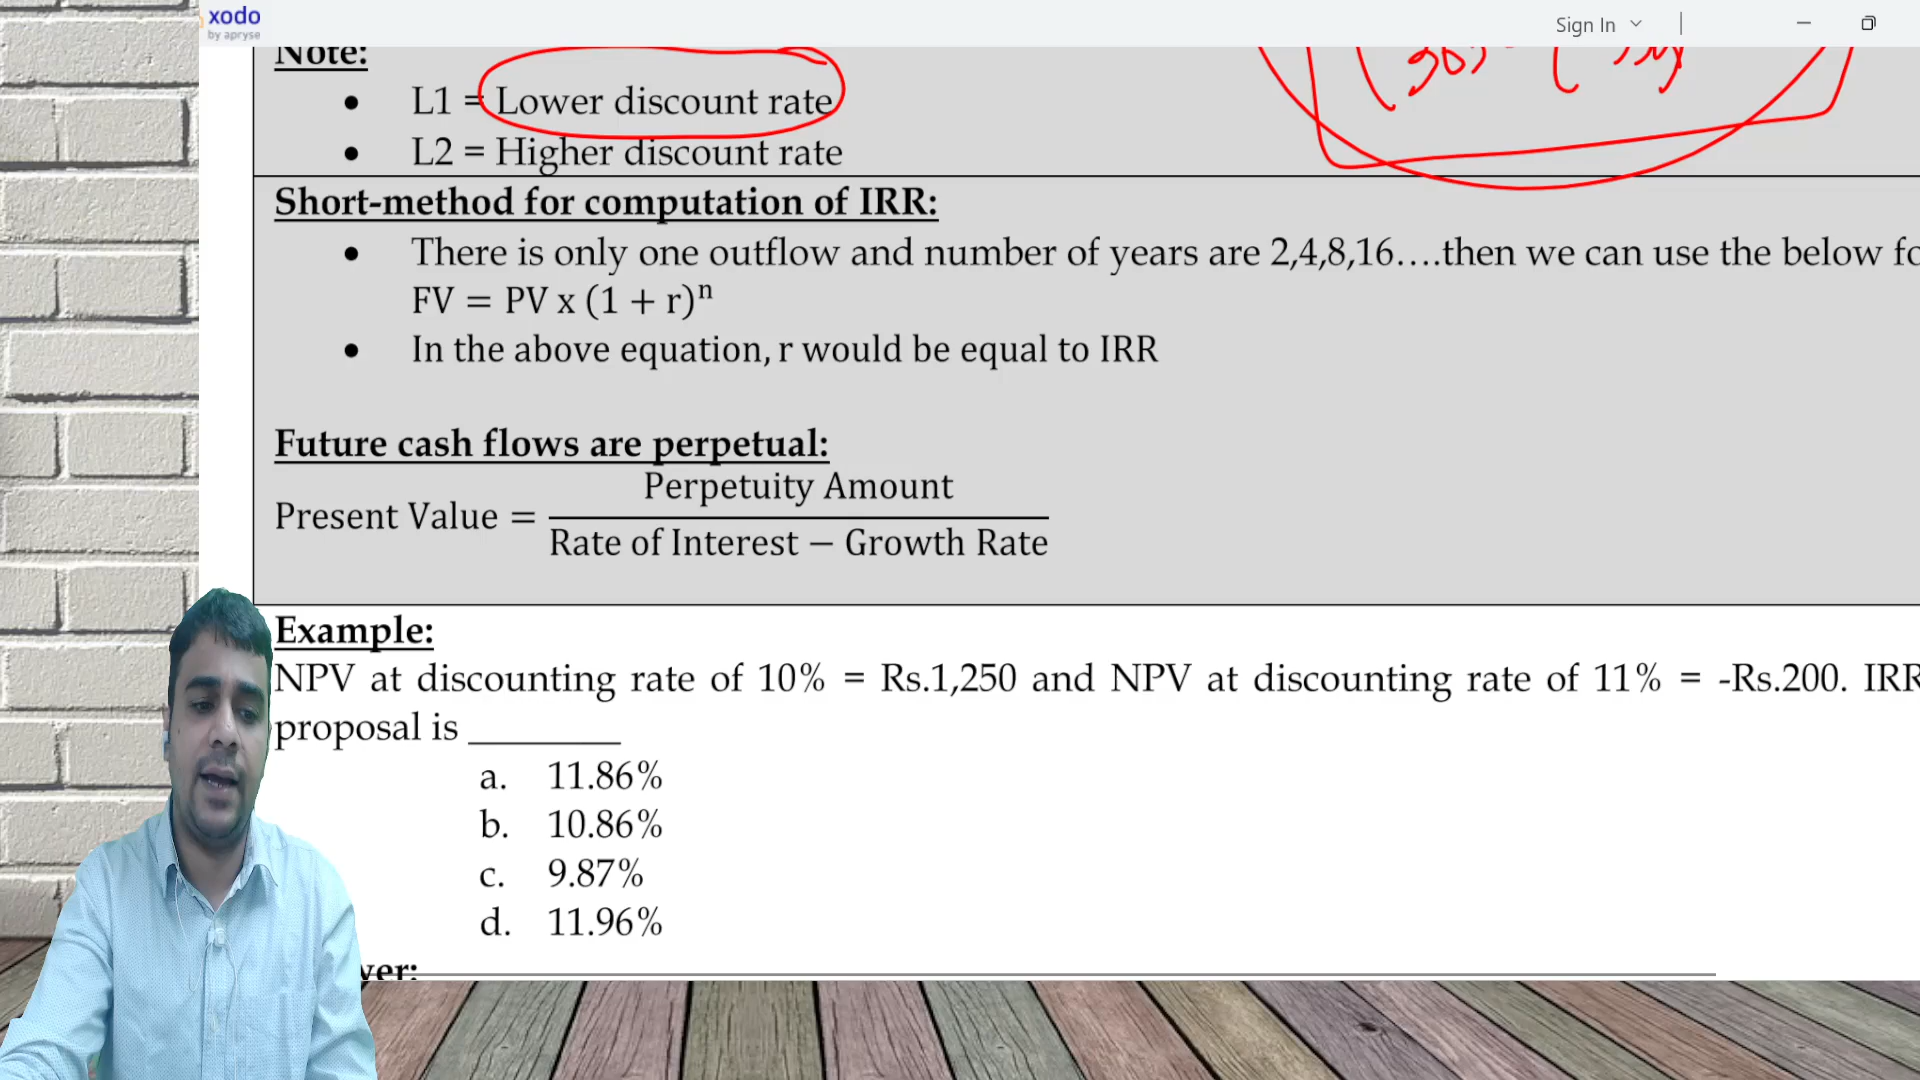 xodo
by apryse
Sign In
Note:
• L1 = Lower discount rate
• L2 = Higher discount rate
Short-method for computation of IRR:
• There is only one outflow and number of years are 2,4,8,16….then we can use the below fo
FV = PV x (1 + r)ⁿ
• In the above equation, r would be equal to IRR
Future cash flows are perpetual:
Perpetuity Amount
Present Value =
Rate of Interest − Growth Rate
Example:
NPV at discounting rate of 10% = Rs.1,250 and NPV at discounting rate of 11% = -Rs.200. IRR
proposal is ________
a. 11.86%
b. 10.86%
c. 9.87%
d. 11.96%
ver: